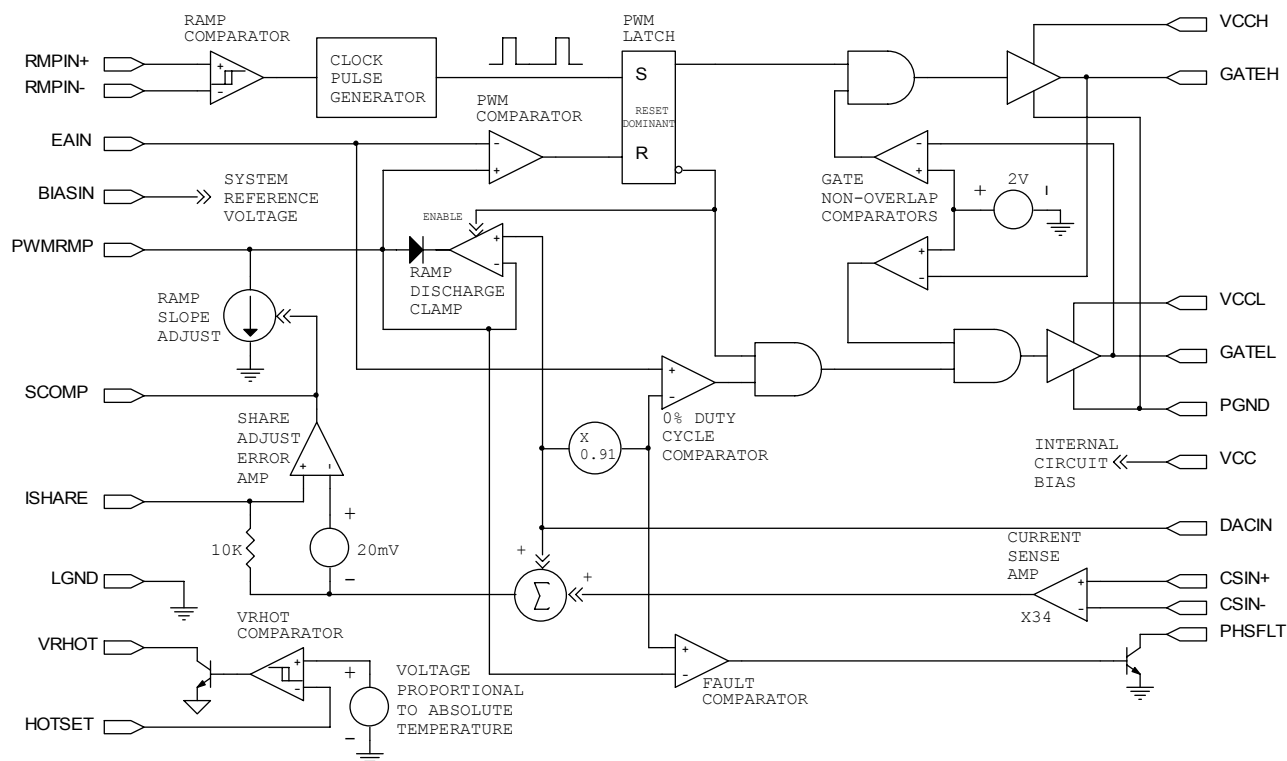 RAMP
COMPARATOR
PWM
LATCH
VCCH
RMPIN+
RMPIN-
+
-
CLOCK
PULSE
GENERATOR
S
GATEH
PWM
COMPARATOR
RESET
DOMINANT
EAIN
-
+
R
-
+
BIASIN
SYSTEM
REFERENCE
VOLTAGE
GATE
NON-OVERLAP
COMPARATORS
+
2V
-
ENABLE
PWMRMP
+
-
+
-
RAMP
DISCHARGE
CLAMP
RAMP
SLOPE
ADJUST
VCCL
GATEL
SCOMP
+
-
PGND
SHARE
ADJUST
ERROR
AMP
+
-
X
0.91
0% DUTY
CYCLE
COMPARATOR
INTERNAL
CIRCUIT
BIAS
VCC
ISHARE
+
10K
20mV
-
DACIN
CURRENT
SENSE
AMP
+
Σ
+
+
-
X34
CSIN+
CSIN-
LGND
VRHOT
COMPARATOR
VRHOT
+
-
+
-
VOLTAGE
PROPORTIONAL
TO ABSOLUTE
TEMPERATURE
+
-
FAULT
COMPARATOR
PHSFLT
HOTSET